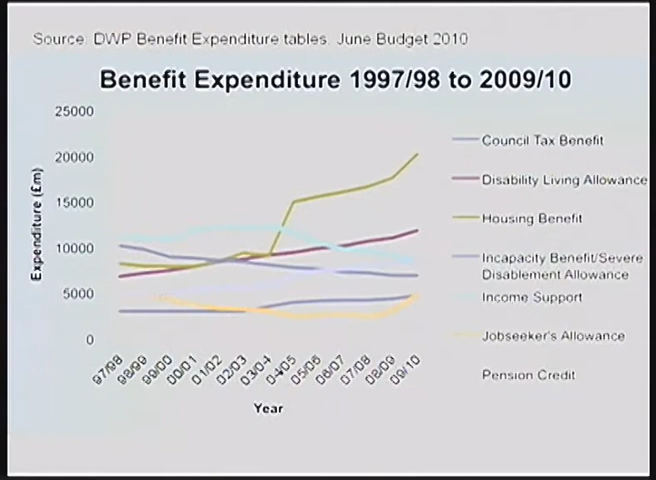 Source: DWP Benefit Expenditure tables. June Budget 2010
Benefit Expenditure 1997/98 to 2009/10
25000
20000
15000
10000
5000
0
Expenditure (£m)
97/98
98/99
99/00
00/01
01/02
02/03
03/04
04/05
05/06
06/07
07/08
08/09
09/10
Year
Council Tax Benefit
Disability Living Allowance
Housing Benefit
Incapacity Benefit/Severe
Disablement Allowance
Income Support
Jobseeker's Allowance
Pension Credit